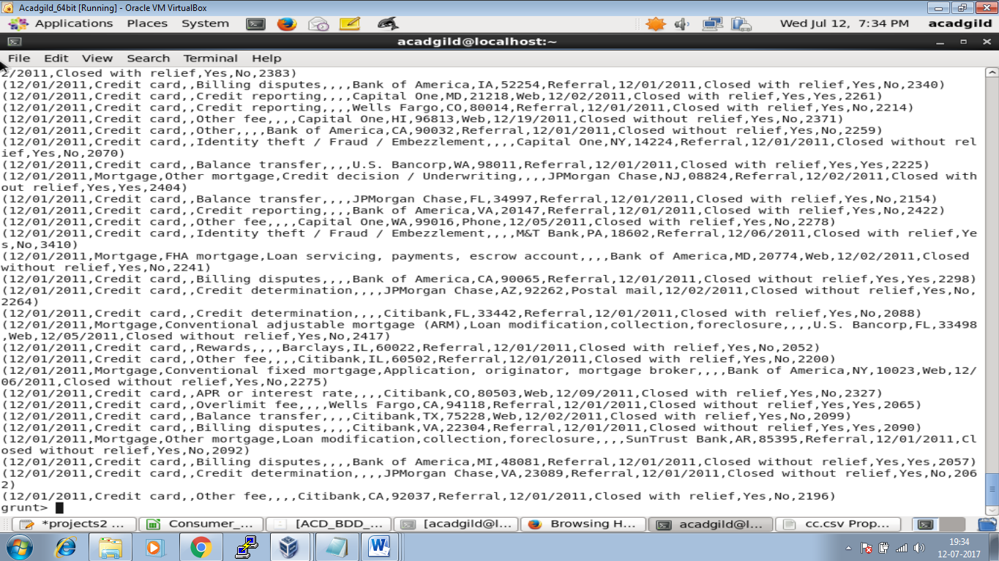 Acadgild_64bit [Running] - Oracle VM VirtualBox
Applications Places System Wed Jul 12, 7:34 PM acadgild
acadgild@localhost:~
File Edit View Search Terminal Help
2/2011,Closed with relief,Yes,No,2383)
(12/01/2011,Credit card,,Billing disputes,,,,Bank of America,IA,52254,Referral,12/01/2011,Closed with relief,Yes,No,2340)
(12/01/2011,Credit card,,Credit reporting,,,,Capital One,MD,21218,Web,12/02/2011,Closed with relief,Yes,Yes,2261)
(12/01/2011,Credit card,,Credit reporting,,,,Wells Fargo,CO,80014,Referral,12/01/2011,Closed with relief,Yes,No,2214)
(12/01/2011,Credit card,,Other fee,,,,Capital One,HI,96813,Web,12/19/2011,Closed without relief,Yes,No,2371)
(12/01/2011,Credit card,,Other,,,,Bank of America,CA,90032,Referral,12/01/2011,Closed without relief,Yes,No,2259)
(12/01/2011,Credit card,,Identity theft / Fraud / Embezzlement,,,,Capital One,NY,14224,Referral,12/01/2011,Closed without rel
ief,Yes,No,2070)
(12/01/2011,Credit card,,Balance transfer,,,,U.S. Bancorp,WA,98011,Referral,12/01/2011,Closed with relief,Yes,Yes,2225)
(12/01/2011,Mortgage,Other mortgage,Credit decision / Underwriting,,,,JPMorgan Chase,NJ,08824,Referral,12/02/2011,Closed with
out relief,Yes,Yes,2404)
(12/01/2011,Credit card,,Balance transfer,,,,JPMorgan Chase,FL,34997,Referral,12/01/2011,Closed with relief,Yes,No,2154)
(12/01/2011,Credit card,,Credit reporting,,,,Bank of America,VA,20147,Referral,12/01/2011,Closed with relief,Yes,No,2422)
(12/01/2011,Credit card,,Other fee,,,,Capital One,WA,99016,Phone,12/05/2011,Closed with relief,Yes,No,2278)
(12/01/2011,Credit card,,Identity theft / Fraud / Embezzlement,,,,M&T Bank,PA,18602,Referral,12/06/2011,Closed with relief,Ye
s,No,3410)
(12/01/2011,Mortgage,FHA mortgage,Loan servicing, payments, escrow account,,,,Bank of America,MD,20774,Web,12/02/2011,Closed
without relief,Yes,No,2241)
(12/01/2011,Credit card,,Billing disputes,,,,Bank of America,CA,90065,Referral,12/01/2011,Closed without relief,Yes,Yes,2298)
(12/01/2011,Credit card,,Credit determination,,,,JPMorgan Chase,AZ,92262,Postal mail,12/02/2011,Closed without relief,Yes,No,
2264)
(12/01/2011,Credit card,,Credit determination,,,,Citibank,FL,33442,Referral,12/01/2011,Closed without relief,Yes,No,2088)
(12/01/2011,Mortgage,Conventional adjustable mortgage (ARM),Loan modification,collection,foreclosure,,,,U.S. Bancorp,FL,33498
,Web,12/05/2011,Closed without relief,Yes,No,2417)
(12/01/2011,Credit card,,Rewards,,,,Barclays,IL,60022,Referral,12/01/2011,Closed with relief,Yes,No,2052)
(12/01/2011,Credit card,,Other fee,,,,Citibank,IL,60502,Referral,12/01/2011,Closed with relief,Yes,No,2200)
(12/01/2011,Mortgage,Conventional fixed mortgage,Application, originator, mortgage broker,,,,Bank of America,NY,10023,Web,12/
06/2011,Closed without relief,Yes,No,2275)
(12/01/2011,Credit card,,APR or interest rate,,,,Citibank,CO,80503,Web,12/09/2011,Closed with relief,Yes,No,2327)
(12/01/2011,Credit card,,Overlimit fee,,,,Wells Fargo,CA,94118,Referral,12/01/2011,Closed without relief,Yes,Yes,2065)
(12/01/2011,Credit card,,Balance transfer,,,,Citibank,TX,75228,Web,12/02/2011,Closed with relief,Yes,No,2099)
(12/01/2011,Credit card,,Billing disputes,,,,Citibank,VA,22304,Referral,12/01/2011,Closed without relief,Yes,Yes,2090)
(12/01/2011,Mortgage,Other mortgage,Loan modification,collection,foreclosure,,,,SunTrust Bank,AR,85395,Referral,12/01/2011,Cl
osed without relief,Yes,No,2092)
(12/01/2011,Credit card,,Billing disputes,,,,Bank of America,MI,48081,Referral,12/01/2011,Closed without relief,Yes,Yes,2057)
(12/01/2011,Credit card,,Credit determination,,,,JPMorgan Chase,VA,23089,Referral,12/01/2011,Closed without relief,Yes,No,206
2)
(12/01/2011,Credit card,,Other fee,,,,Citibank,CA,92037,Referral,12/01/2011,Closed with relief,Yes,No,2196)
grunt>
*projects2 ... Consumer_... [ACD_BDD_... [acadgild@l... Browsing H... acadgild@l... cc.csv Prop...
19:34
12-07-2017